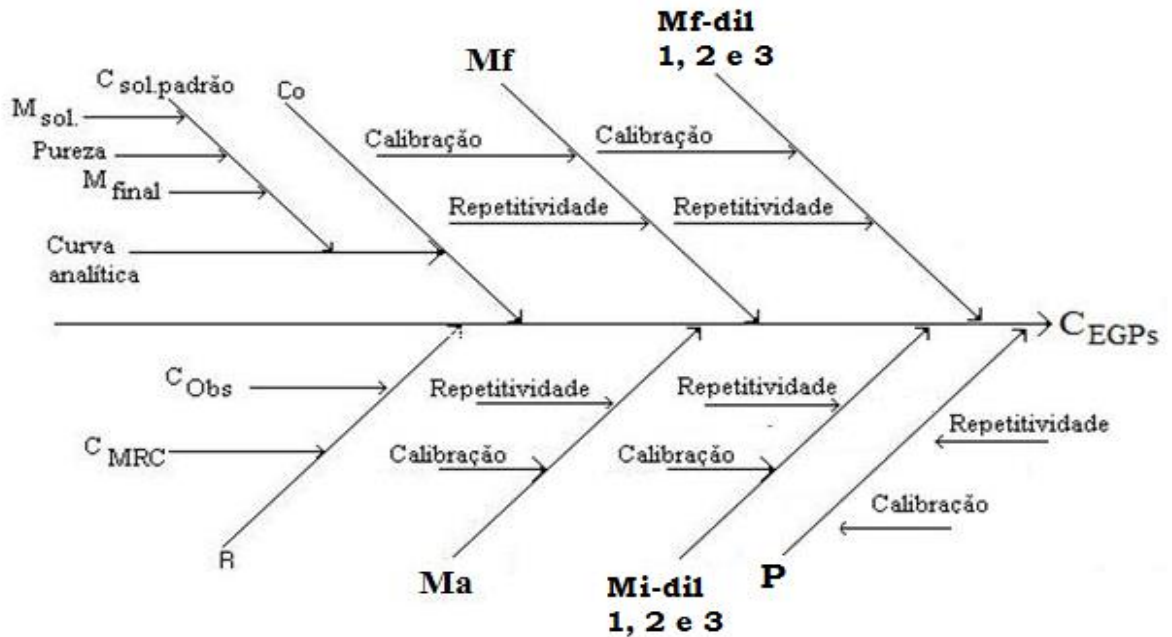 Mf-dil
1, 2 e 3
Mf
C sol.padrão
Co
M sol.
Calibração
Calibração
Pureza
M final
Repetitividade
Repetitividade
Curva
analítica
C EGPs
C Obs
Repetitividade
Repetitividade
Repetitividade
C MRC
Calibração
Calibração
Calibração
R
Ma
Mi-dil
1, 2 e 3
P